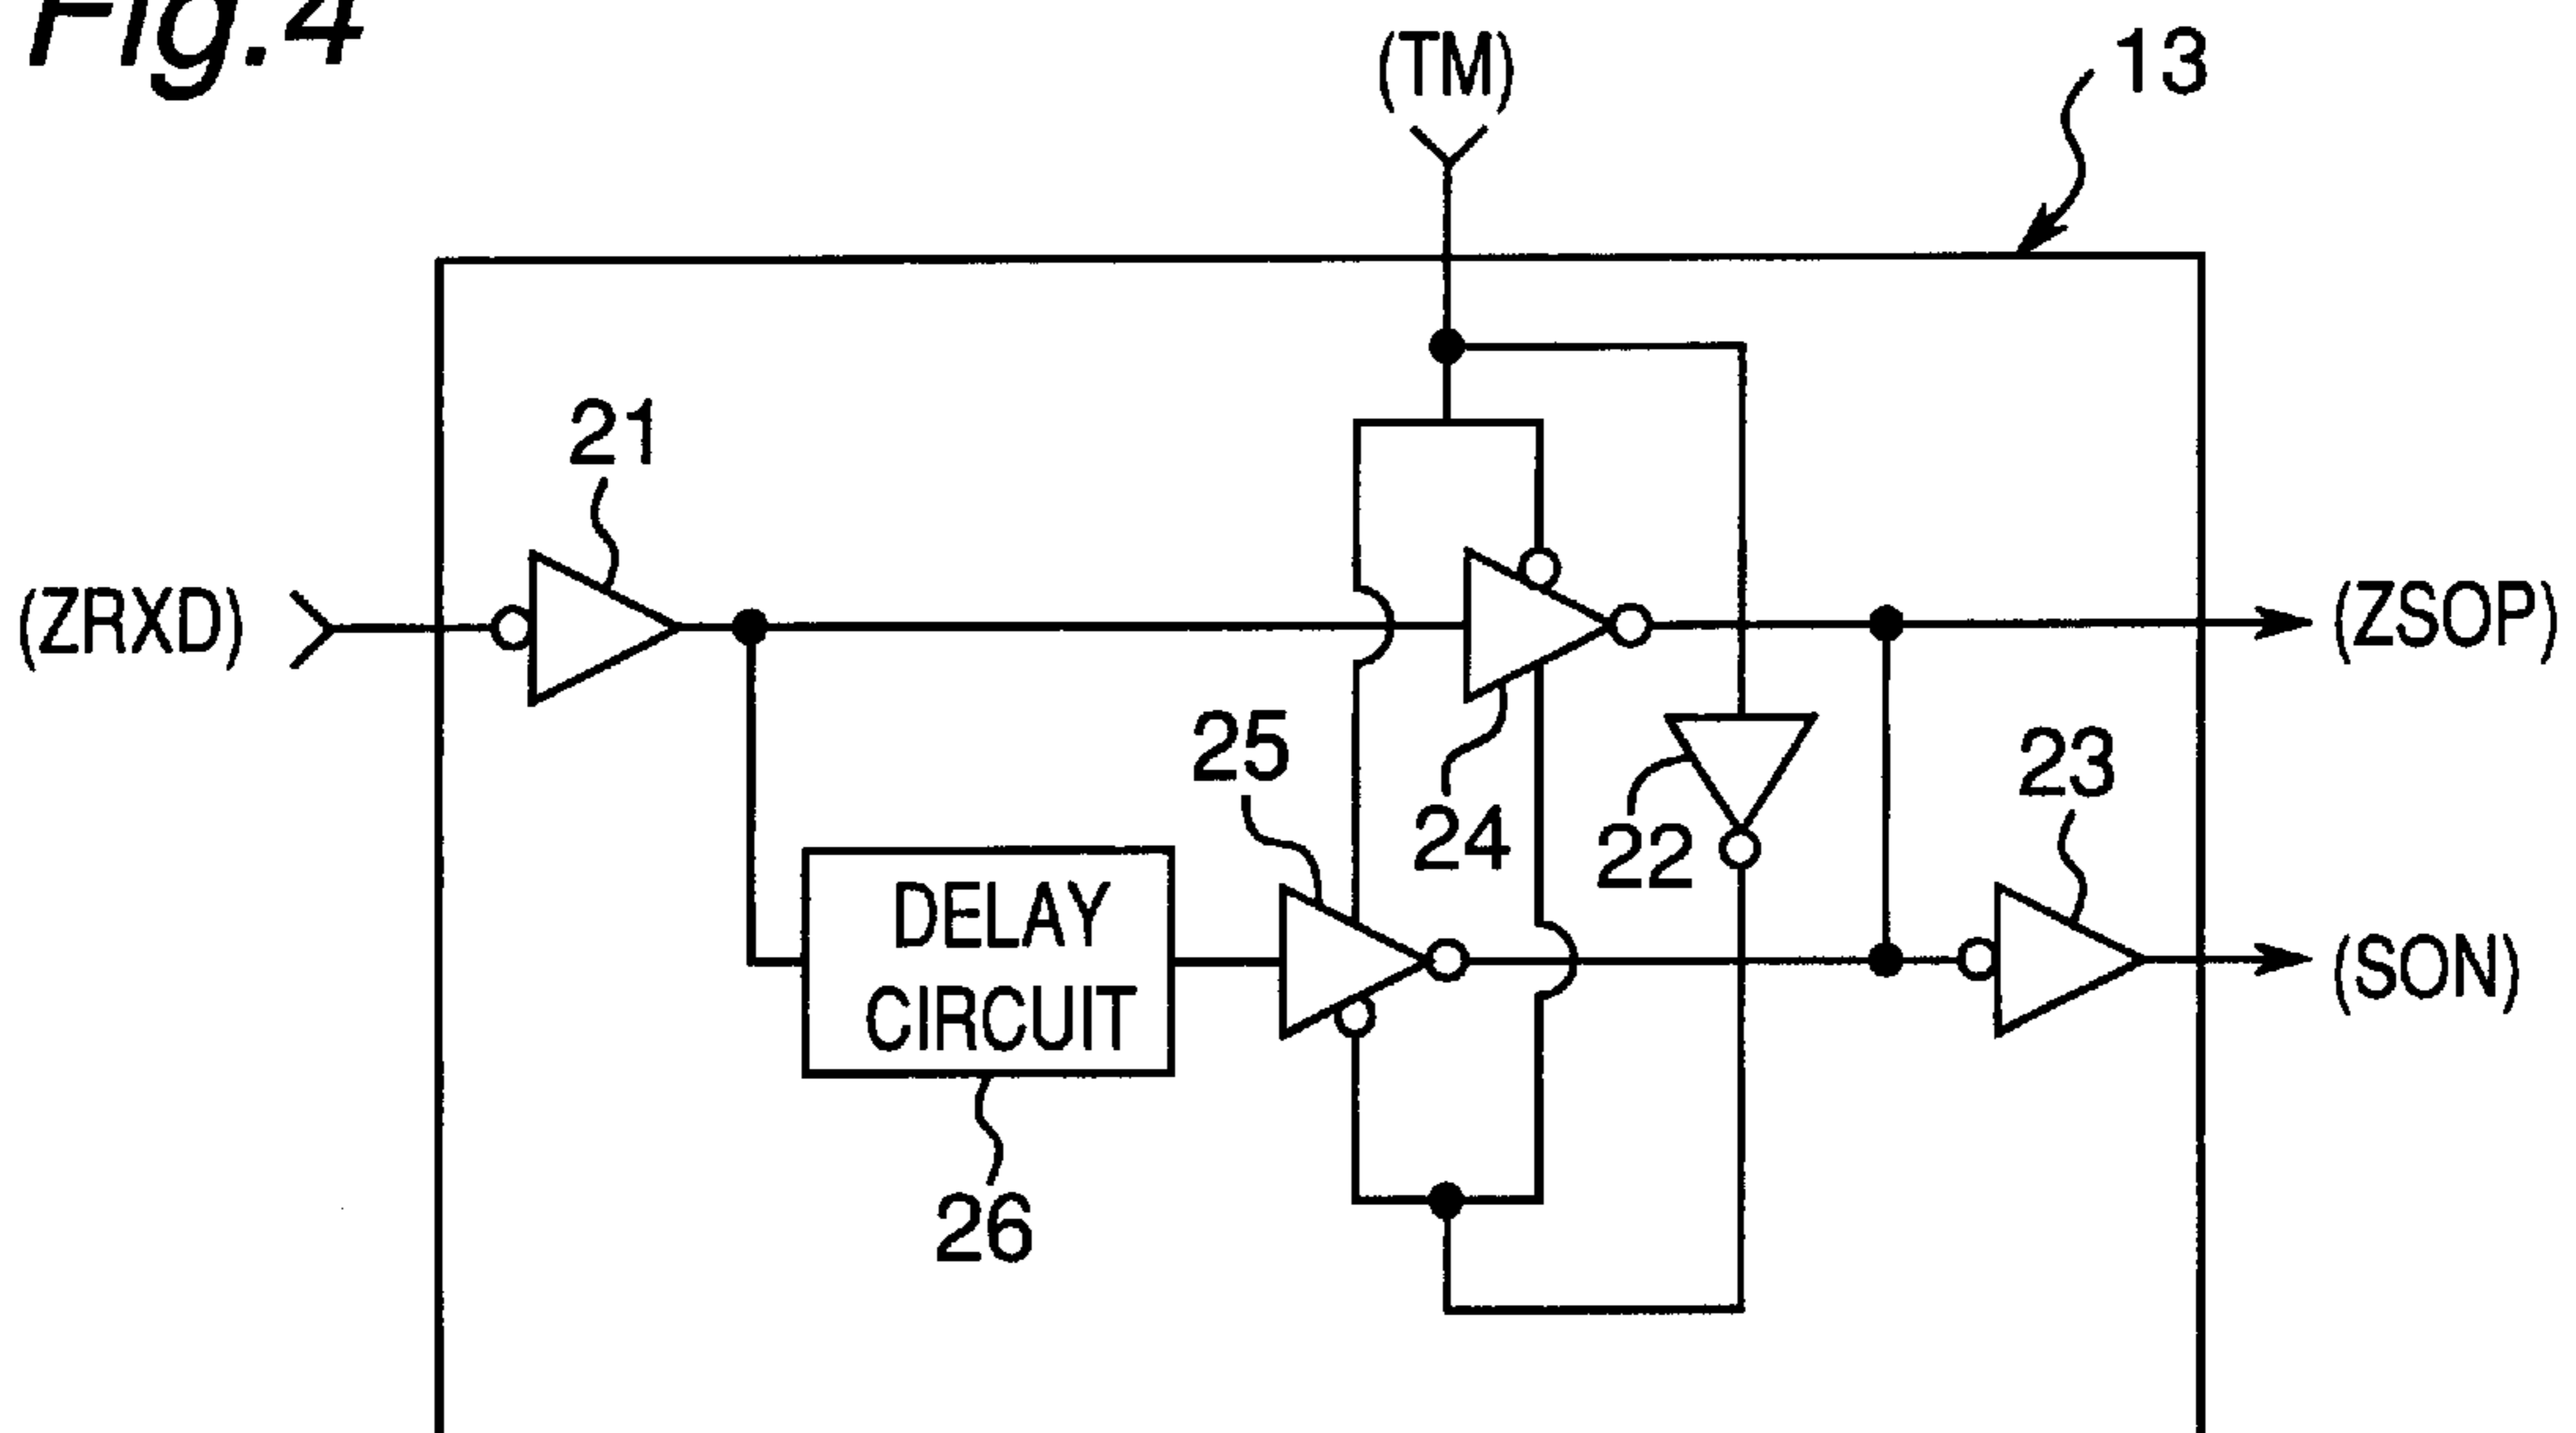 Fig.4
(TM)
13
21
(ZRXD)
(ZSOP)
25
24
22
23
DELAY
CIRCUIT
(SON)
26